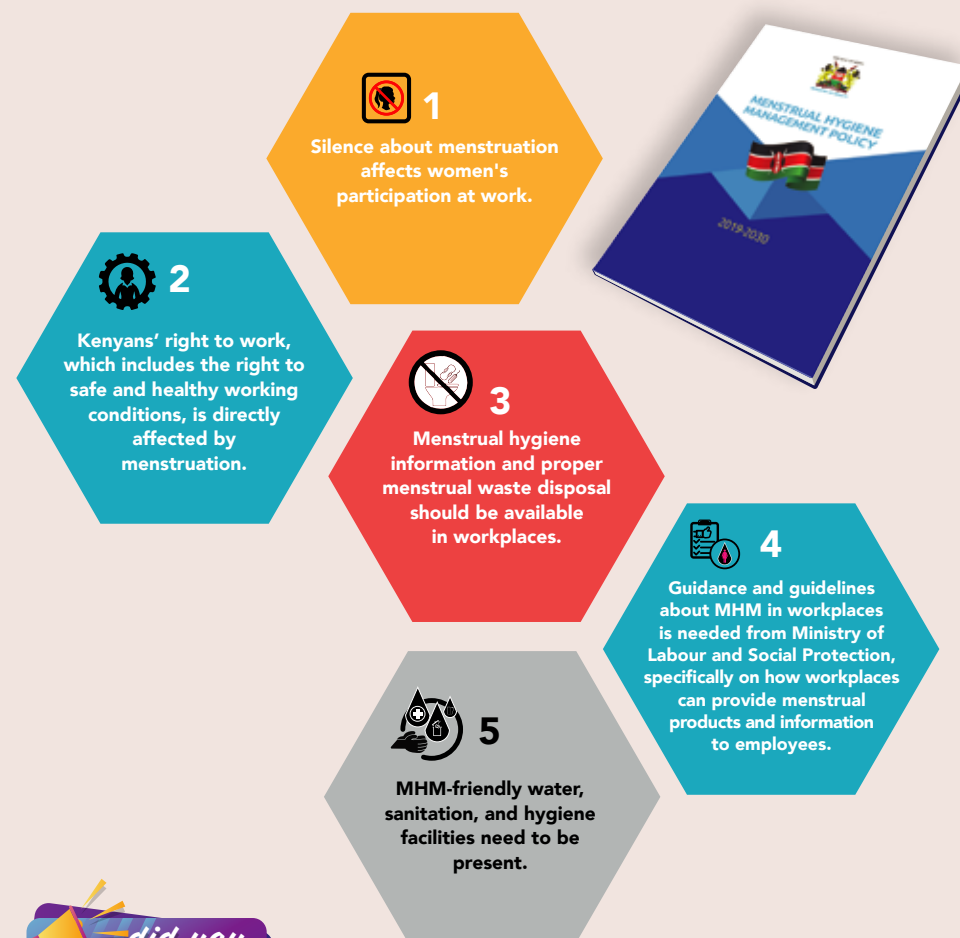 1
Silence about menstruation
affects women's
participation at work.
MENSTRUAL HYGIENE
MANAGEMENT POLICY
2019-2030
2
Kenyans’ right to work,
which includes the right to
safe and healthy working
conditions, is directly
affected by
menstruation.
3
Menstrual hygiene
information and proper
menstrual waste disposal
should be available
in workplaces.
4
Guidance and guidelines
about MHM in workplaces
is needed from Ministry of
Labour and Social Protection,
specifically on how workplaces
can provide menstrual
products and information
to employees.
5
MHM-friendly water,
sanitation, and hygiene
facilities need to be
present.
did you